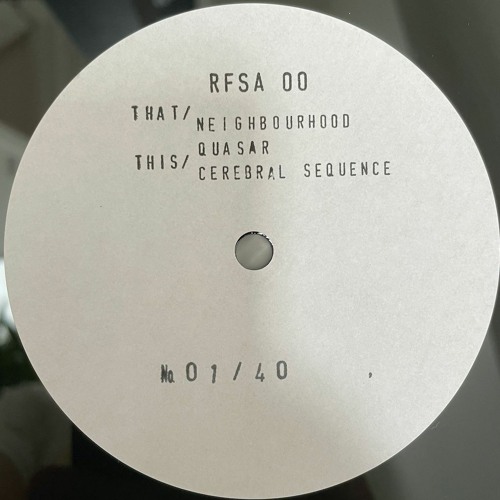 RFSA 00
THAT/ NEIGHBOURHOOD
QUASAR
THIS/ CEREBRAL SEQUENCE
№ 01/40